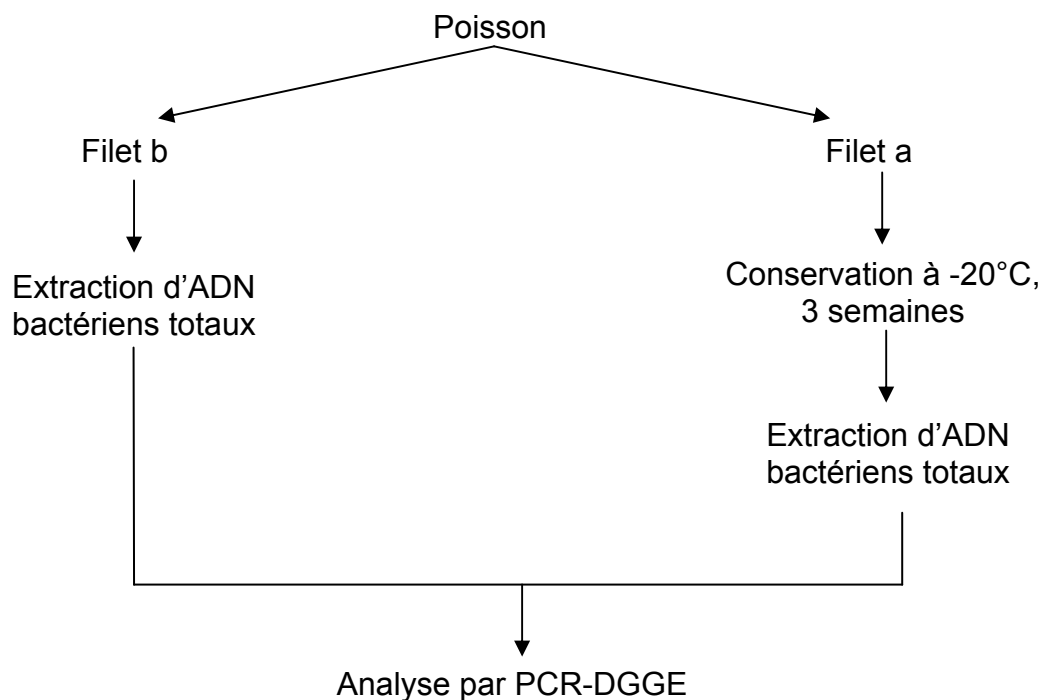 Poisson
Filet b
Filet a
Extraction d'ADN
bactériens totaux
Conservation à -20°C,
3 semaines
Extraction d'ADN
bactériens totaux
Analyse par PCR-DGGE